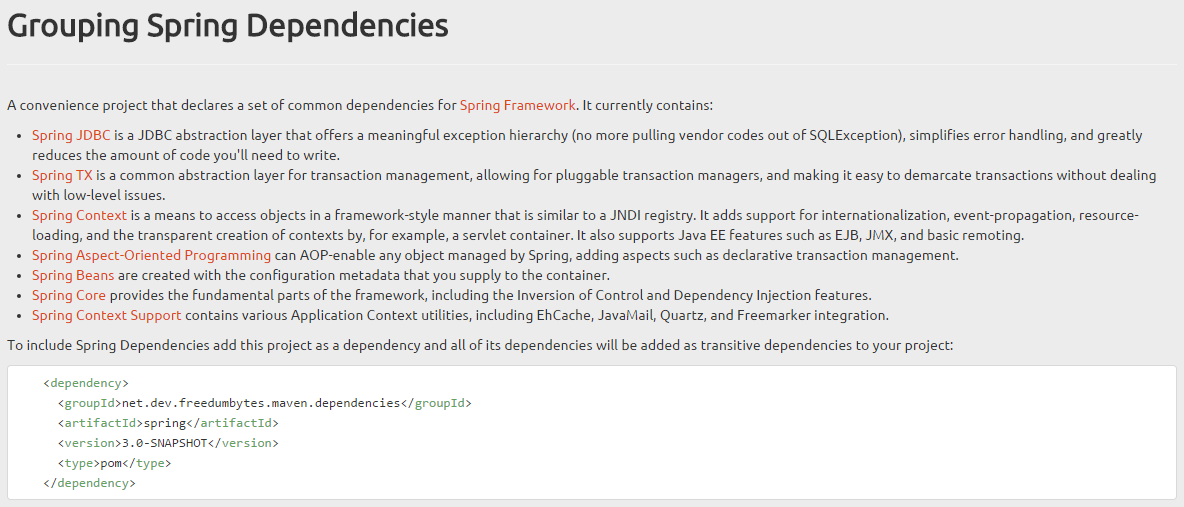 Grouping Spring Dependencies
A convenience project that declares a set of common dependencies for Spring Framework. It currently contains:
• Spring JDBC is a JDBC abstraction layer that offers a meaningful exception hierarchy (no more pulling vendor codes out of SQLException), simplifies error handling, and greatly
reduces the amount of code you'll need to write.
• Spring TX is a common abstraction layer for transaction management, allowing for pluggable transaction managers, and making it easy to demarcate transactions without dealing
with low-level issues.
• Spring Context is a means to access objects in a framework-style manner that is similar to a JNDI registry. It adds support for internationalization, event-propagation, resource-
loading, and the transparent creation of contexts by, for example, a servlet container. It also supports Java EE features such as EJB, JMX, and basic remoting.
• Spring Aspect-Oriented Programming can AOP-enable any object managed by Spring, adding aspects such as declarative transaction management.
• Spring Beans are created with the configuration metadata that you supply to the container.
• Spring Core provides the fundamental parts of the framework, including the Inversion of Control and Dependency Injection features.
• Spring Context Support contains various Application Context utilities, including EhCache, JavaMail, Quartz, and Freemarker integration.
To include Spring Dependencies add this project as a dependency and all of its dependencies will be added as transitive dependencies to your project:
<dependency>
  <groupId>net.dev.freedumbytes.maven.dependencies</groupId>
  <artifactId>spring</artifactId>
  <version>3.0-SNAPSHOT</version>
  <type>pom</type>
</dependency>